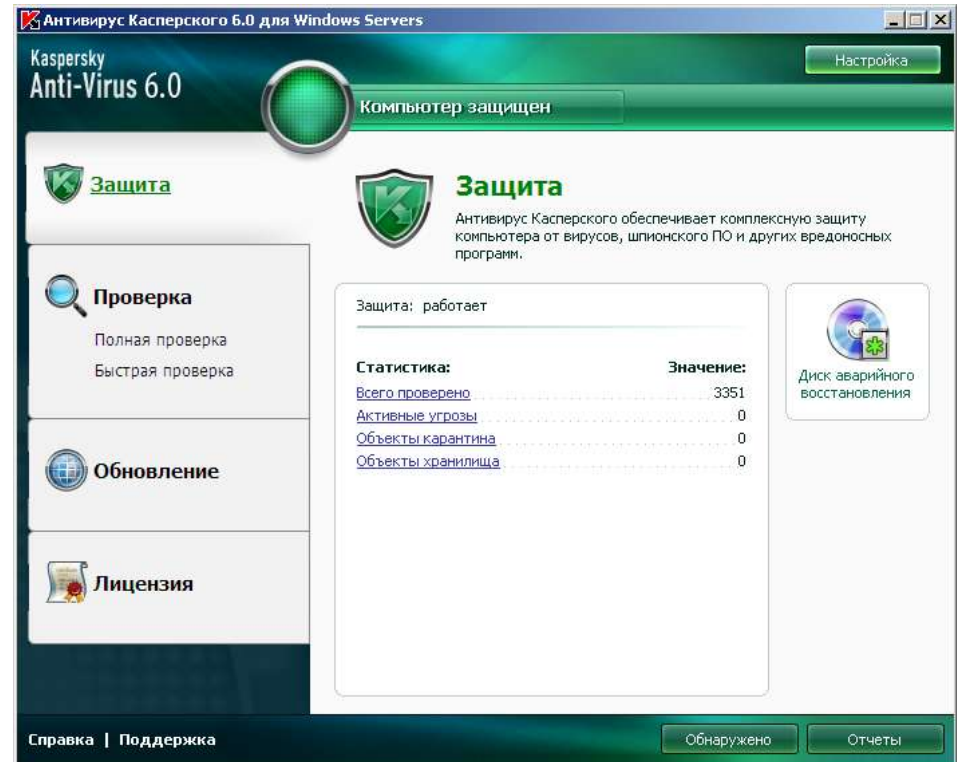 Антивирус Касперского 6.0 для Windows Servers
Kaspersky
Anti-Virus 6.0
Настройка
Компьютер защищен
Защита
Защита
Антивирус Касперского обеспечивает комплексную защиту
компьютера от вирусов, шпионского ПО и других вредоносных
программ.
Проверка
Полная проверка
Быстрая проверка
Обновление
Лицензия
Защита: работает
Статистика: Значение:
Всего проверено 3351
Активные угрозы 0
Объекты карантина 0
Объекты хранилища 0
Диск аварийного
восстановления
Справка | Поддержка
Обнаружено
Отчеты